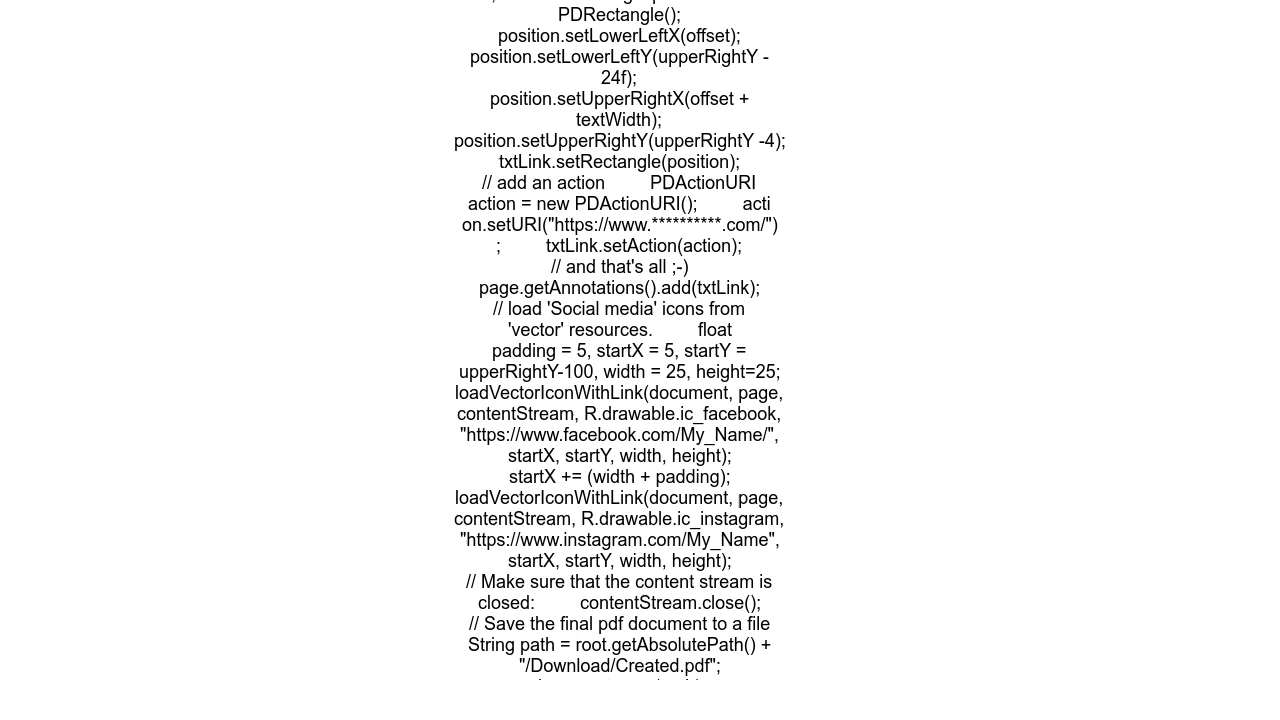 PDRectangle();
position.setLowerLeftX(offset);
position.setLowerLeftY(upperRightY -
24f);
position.setUpperRightX(offset +
textWidth);
position.setUpperRightY(upperRightY -4);
txtLink.setRectangle(position);
// add an action         PDActionURI
action = new PDActionURI();         acti
on.setURI("https://www.**********.com/")
;         txtLink.setAction(action);
// and that's all ;-)
page.getAnnotations().add(txtLink);
// load 'Social media' icons from
'vector' resources.         float
padding = 5, startX = 5, startY =
upperRightY-100, width = 25, height=25;
loadVectorIconWithLink(document, page,
contentStream, R.drawable.ic_facebook,
"https://www.facebook.com/My_Name/",
startX, startY, width, height);
startX += (width + padding);
loadVectorIconWithLink(document, page,
contentStream, R.drawable.ic_instagram,
"https://www.instagram.com/My_Name",
startX, startY, width, height);
// Make sure that the content stream is
closed:         contentStream.close();
// Save the final pdf document to a file
String path = root.getAbsolutePath() +
"/Download/Created.pdf";